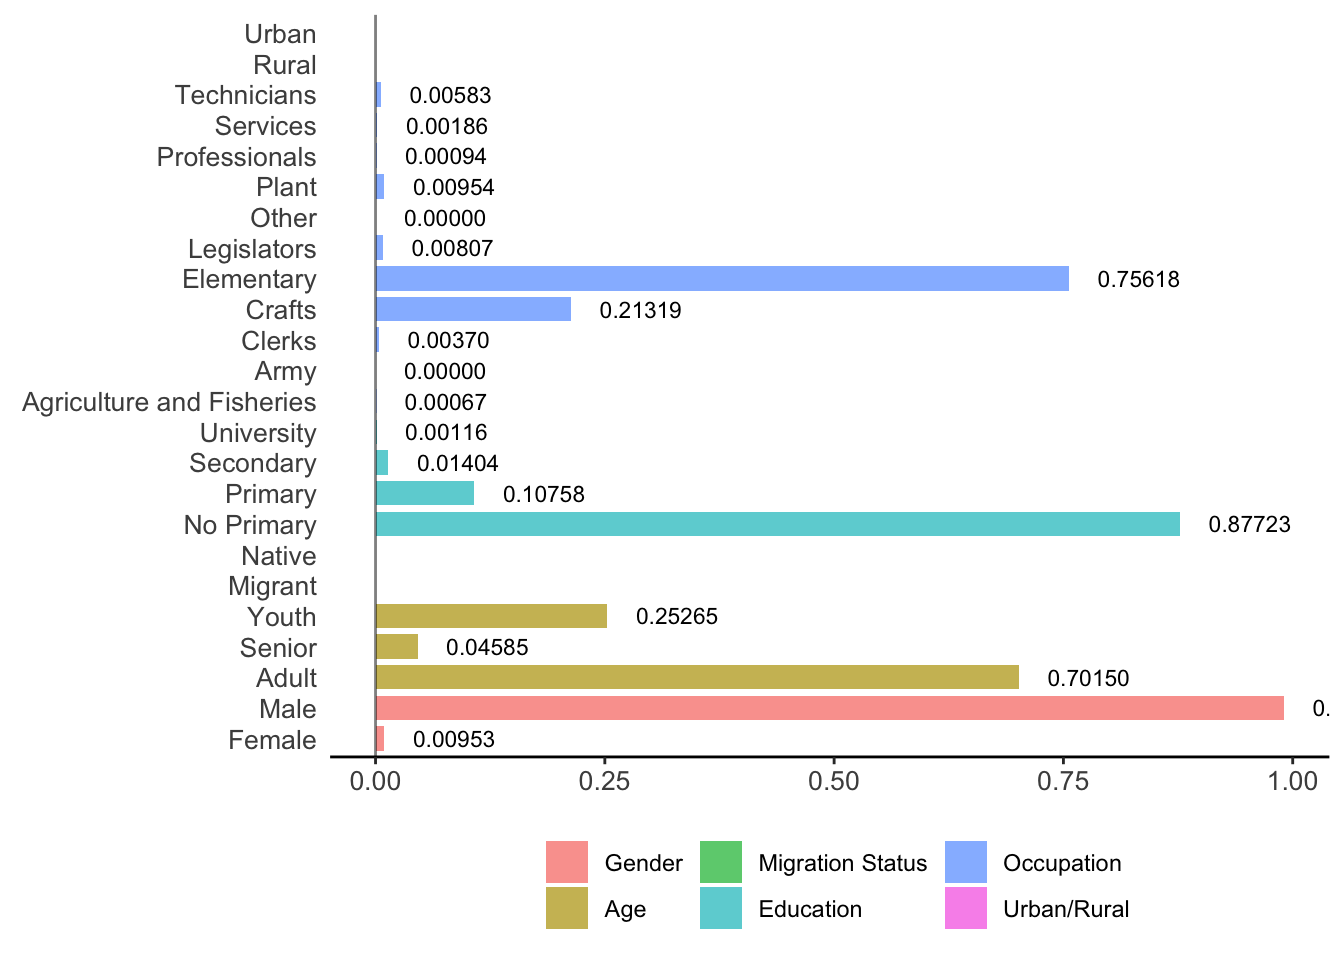 Urban
Rural
Technicians 0.00583
Services 0.00186
Professionals 0.00094
Plant 0.00954
Other 0.00000
Legislators 0.00807
Elementary 0.75618
Crafts 0.21319
Clerks 0.00370
Army 0.00000
Agriculture and Fisheries 0.00067
University 0.00116
Secondary 0.01404
Primary 0.10758
No Primary 0.87723
Native
Migrant
Youth 0.25265
Senior 0.04585
Adult 0.70150
Male 0.
Female 0.00953
0.00 0.25 0.50 0.75 1.00
Gender Migration Status Occupation
Age Education Urban/Rural